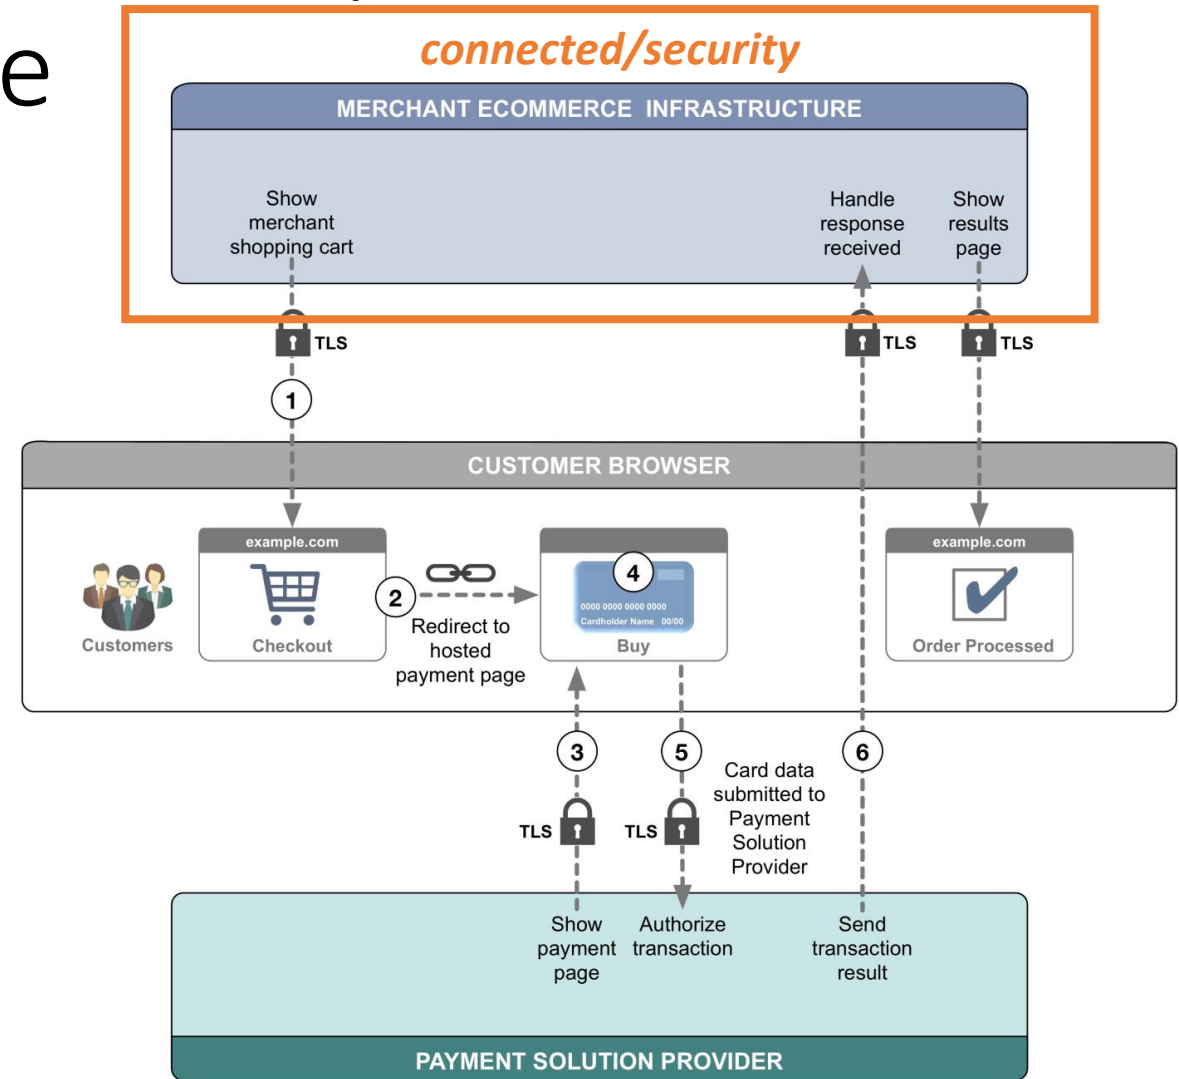 e
connected/security
MERCHANT ECOMMERCE INFRASTRUCTURE
Show
merchant
shopping cart
Handle
response
received
Show
results
page
TLS
TLS
TLS
1
CUSTOMER BROWSER
Customers
example.com
Checkout
2
Redirect to
hosted
payment page
4
0000 0000 0000 0000
Cardholder Name 00/00
Buy
example.com
Order Processed
3
5
6
TLS
TLS
Card data
submitted to
Payment
Solution
Provider
Show
payment
page
Authorize
transaction
Send
transaction
result
PAYMENT SOLUTION PROVIDER